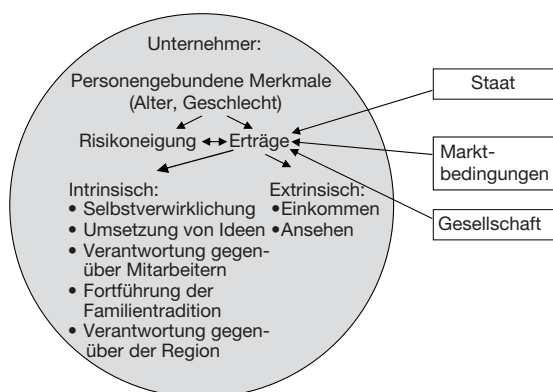 Unternehmer:
Personengebundene Merkmale
(Alter, Geschlecht)
Risikoneigung Erträge
Intrinsisch:
• Selbstverwirklichung
• Umsetzung von Ideen
• Verantwortung gegen-
über Mitarbeitern
• Fortführung der
Familientradition
• Verantwortung gegen-
über der Region
Extrinsisch:
•Einkommen
•Ansehen
Staat
Markt-
bedingungen
Gesellschaft